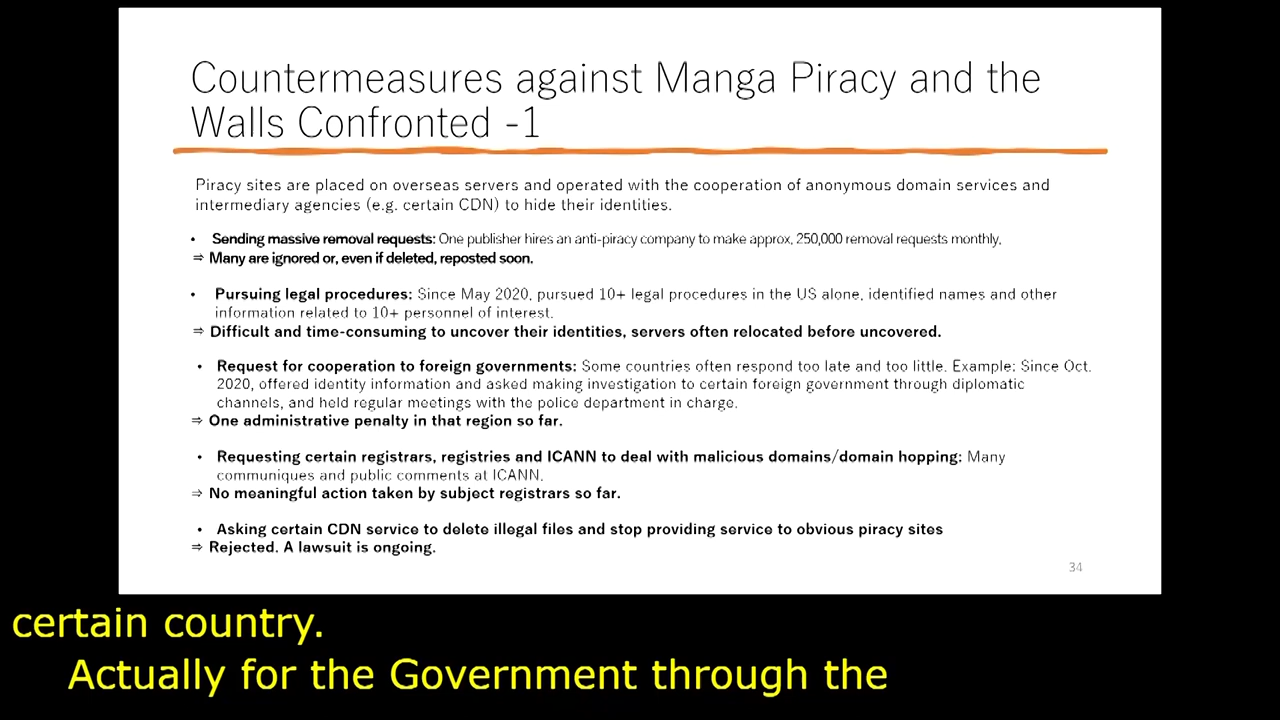 Countermeasures against Manga Piracy and the
Walls Confronted -1
Piracy sites are placed on overseas servers and operated with the cooperation of anonymous domain services and
intermediary agencies (e.g. certain CDN) to hide their identities.
• Sending massive removal requests: One publisher hires an anti-piracy company to make approx. 250,000 removal requests monthly.
⇒ Many are ignored or, even if deleted, reposted soon.
• Pursuing legal procedures: Since May 2020, pursued 10+ legal procedures in the US alone, identified names and other
information related to 10+ personnel of interest.
⇒ Difficult and time-consuming to uncover their identities, servers often relocated before uncovered.
• Request for cooperation to foreign governments: Some countries often respond too late and too little. Example: Since Oct.
2020, offered identity information and asked making investigation to certain foreign government through diplomatic
channels, and held regular meetings with the police department in charge.
⇒ One administrative penalty in that region so far.
• Requesting certain registrars, registries and ICANN to deal with malicious domains/domain hopping: Many
communiques and public comments at ICANN.
⇒ No meaningful action taken by subject registrars so far.
• Asking certain CDN service to delete illegal files and stop providing service to obvious piracy sites
⇒ Rejected. A lawsuit is ongoing.
34
certain country.
Actually for the Government through the